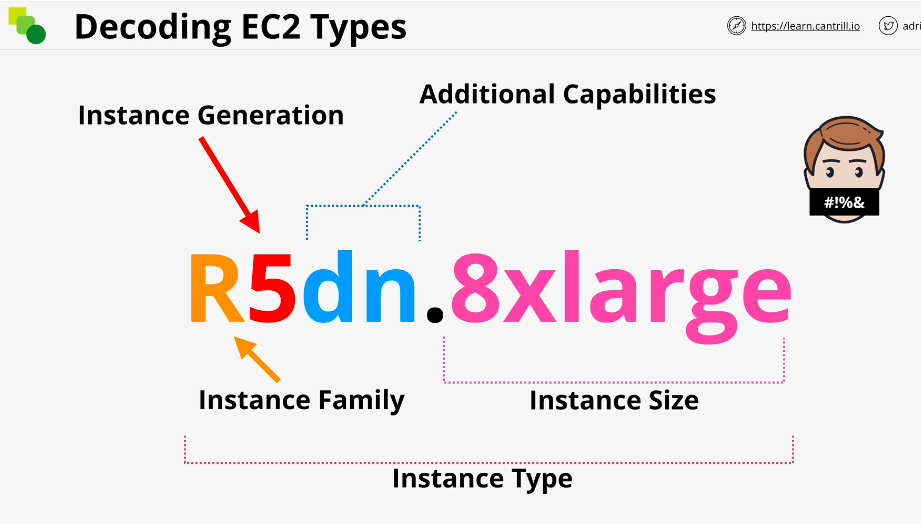 Decoding EC2 Types
https://learn.cantrill.io
adri
Additional Capabilities
Instance Generation
#!%&
R5dn.8xlarge
Instance Family
Instance Size
Instance Type